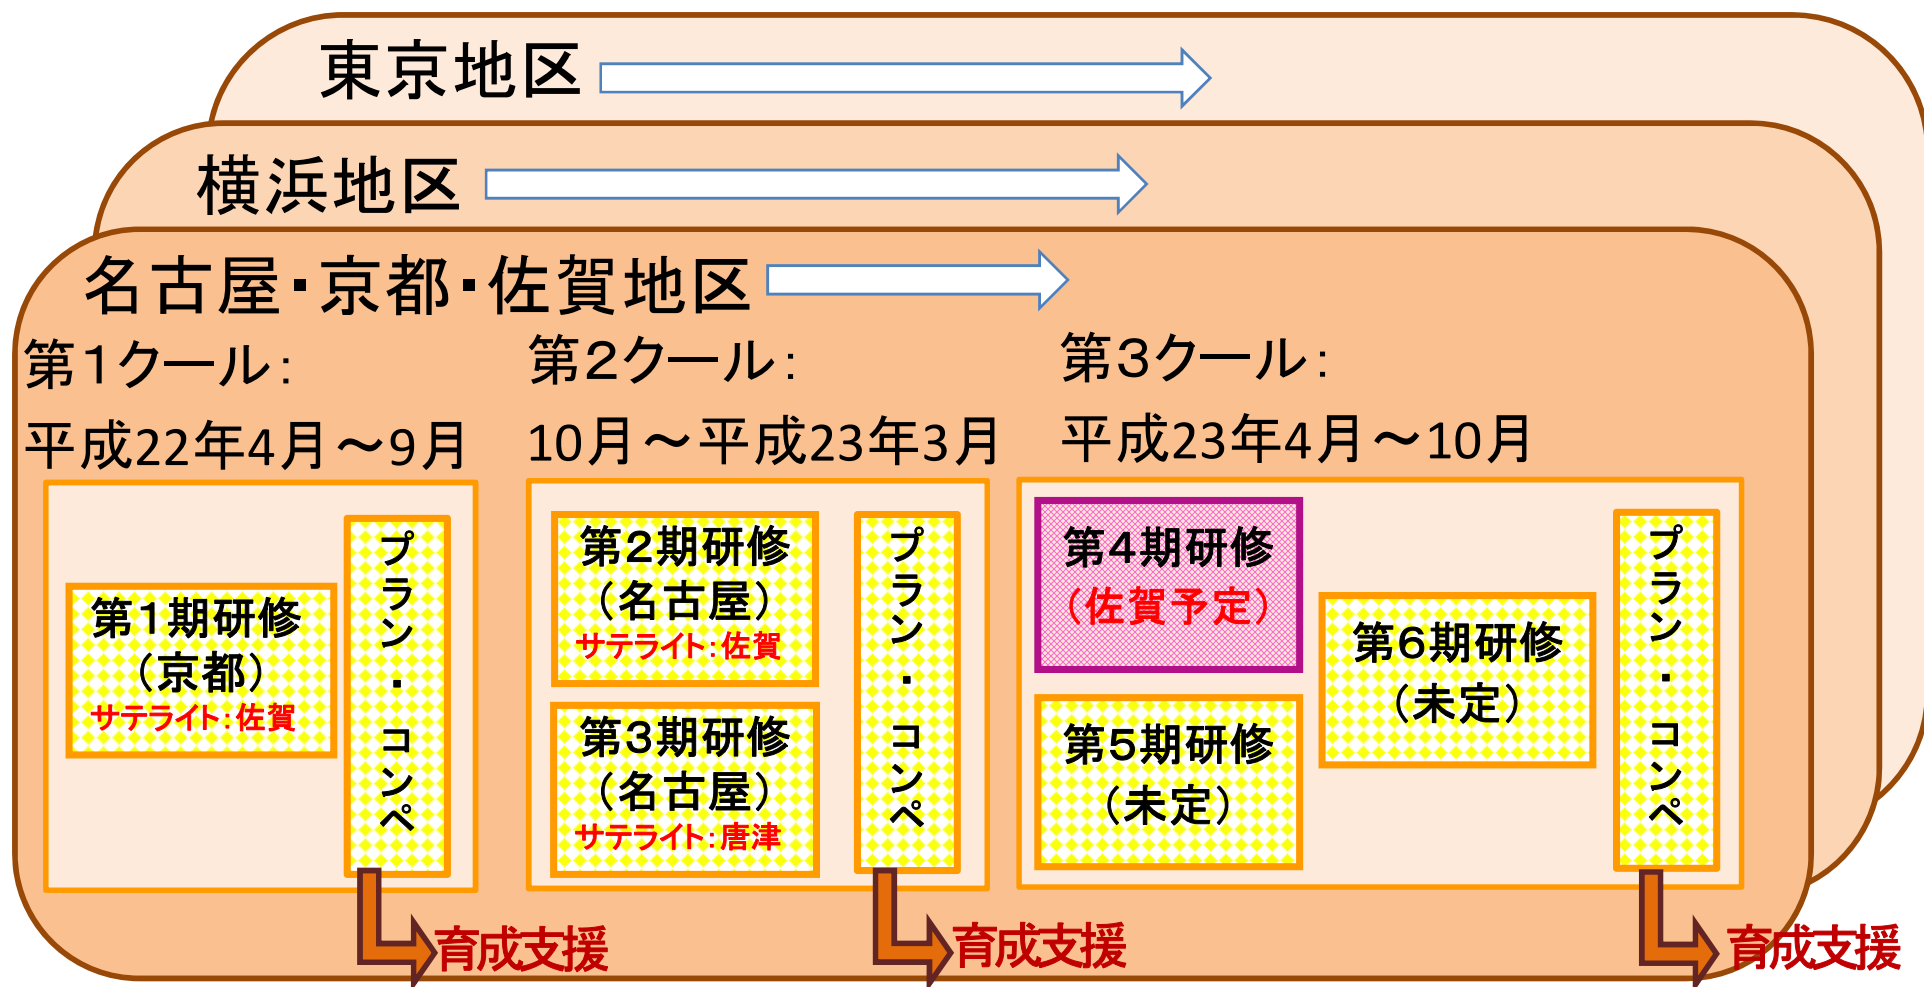 東京地区
横浜地区
名古屋・京都・佐賀地区
第１クール：
平成22年4月～9月
第１期研修
（京都）
サテライト：佐賀
プラン・コンペ
育成支援
第２クール：
10月～平成23年3月
第２期研修
（名古屋）
サテライト：佐賀
第３期研修
（名古屋）
サテライト：唐津
プラン・コンペ
育成支援
第３クール：
平成23年4月～10月
第４期研修
（佐賀予定）
第５期研修
（未定）
第６期研修
（未定）
プラン・コンペ
育成支援